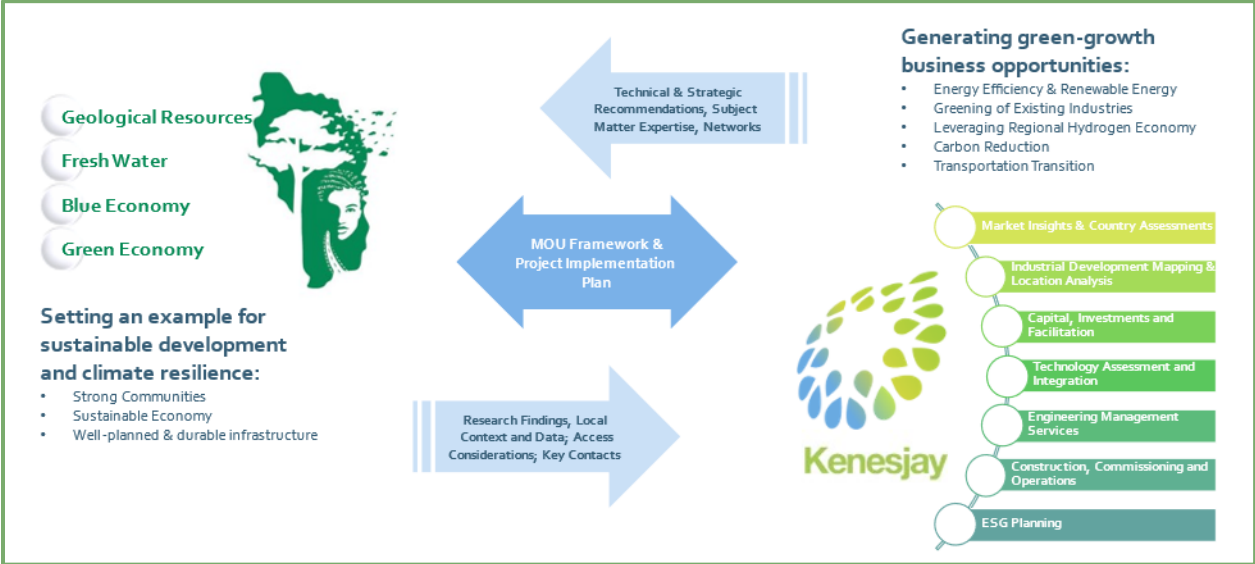 Geological Resources
Fresh Water
Blue Economy
Green Economy
Setting an example for
sustainable development
and climate resilience:
• Strong Communities
• Sustainable Economy
• Well-planned & durable infrastructure
Technical & Strategic
Recommendations, Subject
Matter Expertise, Networks
MOU Framework &
Project Implementation
Plan
Research Findings, Local
Context and Data; Access
Considerations; Key Contacts
Generating green-growth
business opportunities:
• Energy Efficiency & Renewable Energy
• Greening of Existing Industries
• Leveraging Regional Hydrogen Economy
• Carbon Reduction
• Transportation Transition
Kenesjay
Market Insights & Country Assessments
Industrial Development Mapping &
Location Analysis
Capital, Investments and
Facilitation
Technology Assessment and
Integration
Engineering Management
Services
Construction, Commissioning and
Operations
ESG Planning